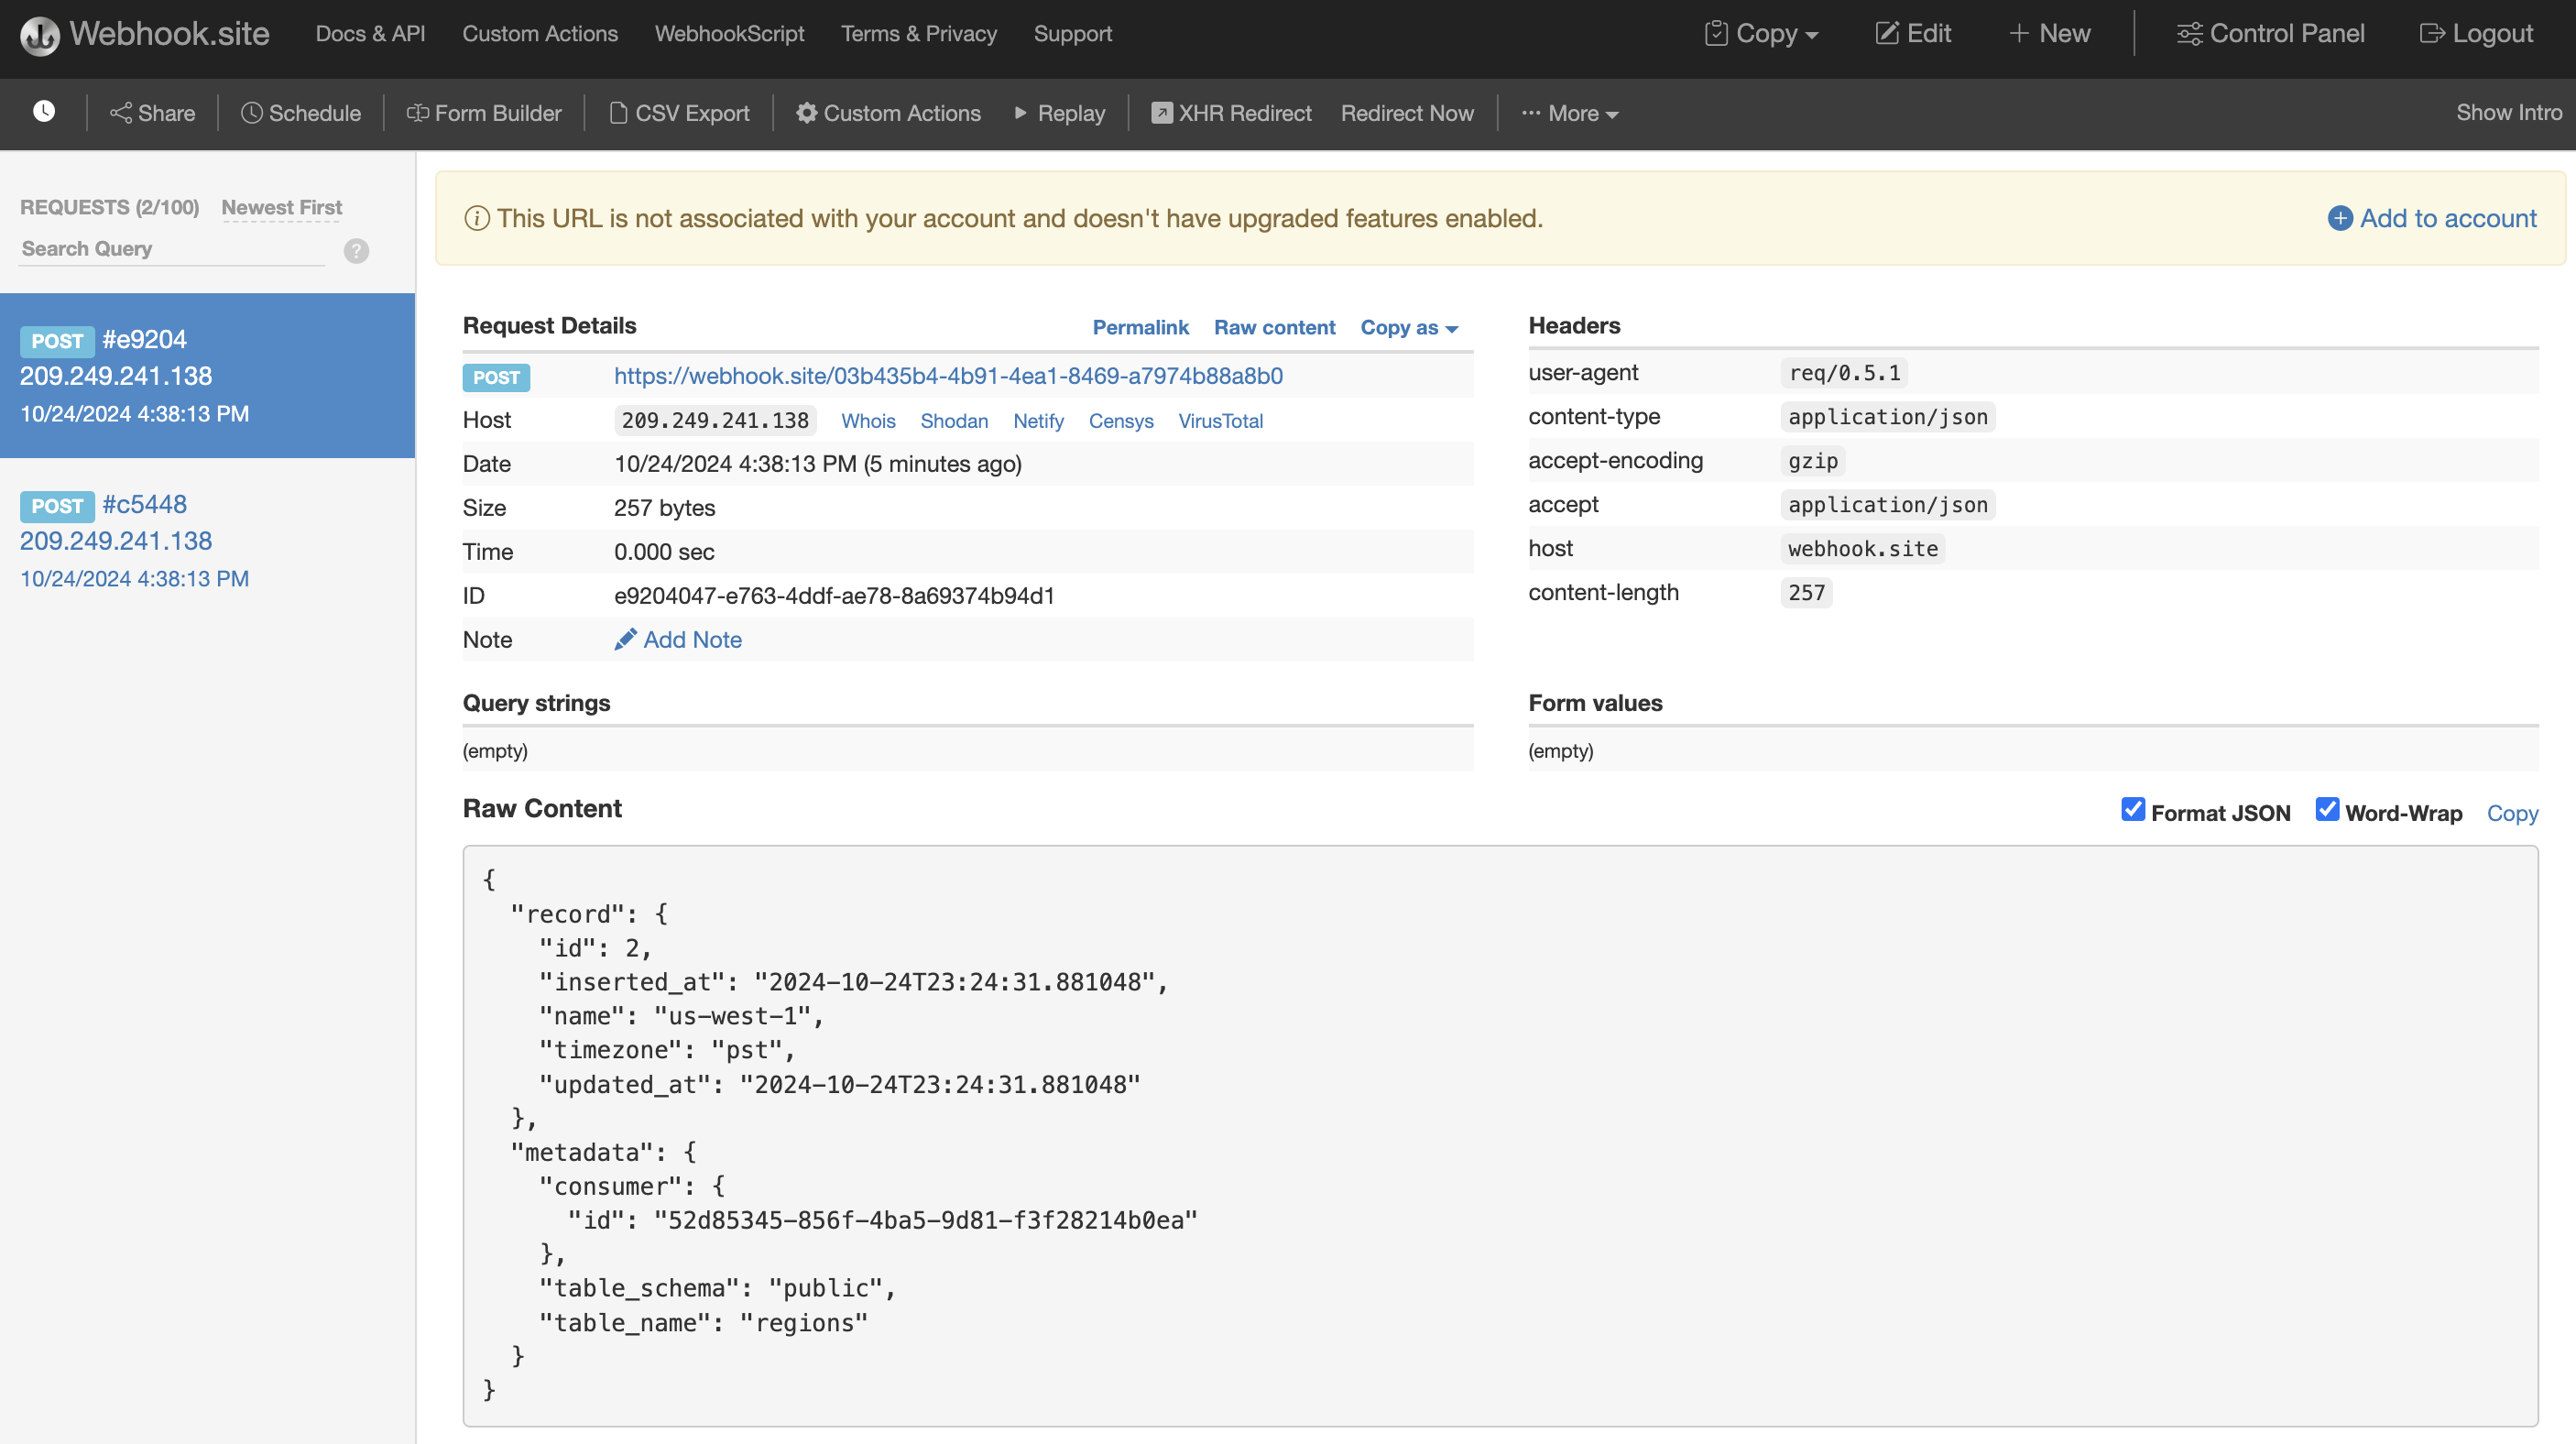 Webhook.site Docs & API Custom Actions WebhookScript Terms & Privacy Support Copy Edit New Control Panel Logout
Share Schedule Form Builder CSV Export Custom Actions Replay XHR Redirect Redirect Now More Show Intro
REQUESTS (2/100) Newest First
Search Query ?
POST #e9204
209.249.241.138
10/24/2024 4:38:13 PM
POST #c5448
209.249.241.138
10/24/2024 4:38:13 PM
This URL is not associated with your account and doesn't have upgraded features enabled. Add to account
Request Details Permalink Raw content Copy as
POST https://webhook.site/03b435b4-4b91-4ea1-8469-a7974b88a8b0
Host 209.249.241.138 Whois Shodan Netify Censys VirusTotal
Date 10/24/2024 4:38:13 PM (5 minutes ago)
Size 257 bytes
Time 0.000 sec
ID e9204047-e763-4ddf-ae78-8a69374b94d1
Note Add Note
Headers
user-agent req/0.5.1
content-type application/json
accept-encoding gzip
accept application/json
host webhook.site
content-length 257
Query strings
(empty)
Form values
(empty)
Raw Content Format JSON Word-Wrap Copy
{
"record": {
"id": 2,
"inserted_at": "2024-10-24T23:24:31.881048",
"name": "us-west-1",
"timezone": "pst",
"updated_at": "2024-10-24T23:24:31.881048"
},
"metadata": {
"consumer": {
"id": "52d85345-856f-4ba5-9d81-f3f28214b0ea"
},
"table_schema": "public",
"table_name": "regions"
}
}